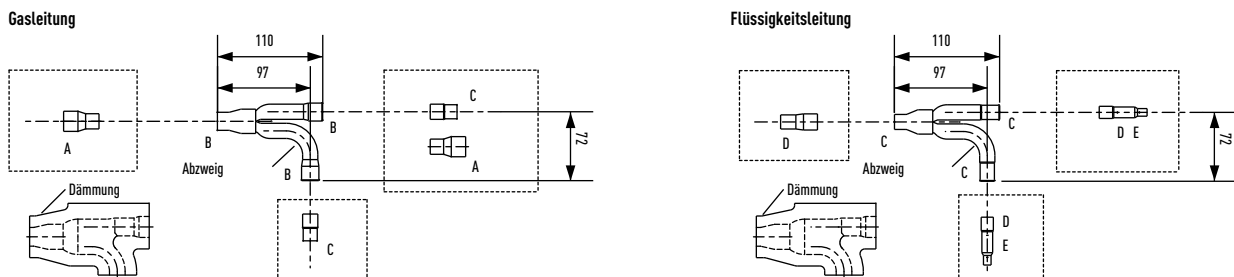 Gasleitung
110
97
A
B
B
C
A
72
Abzweig
B
Dämmung
C
Flüssigkeitsleitung
110
97
D
C
C
D E
72
Abzweig
C
Dämmung
D
E